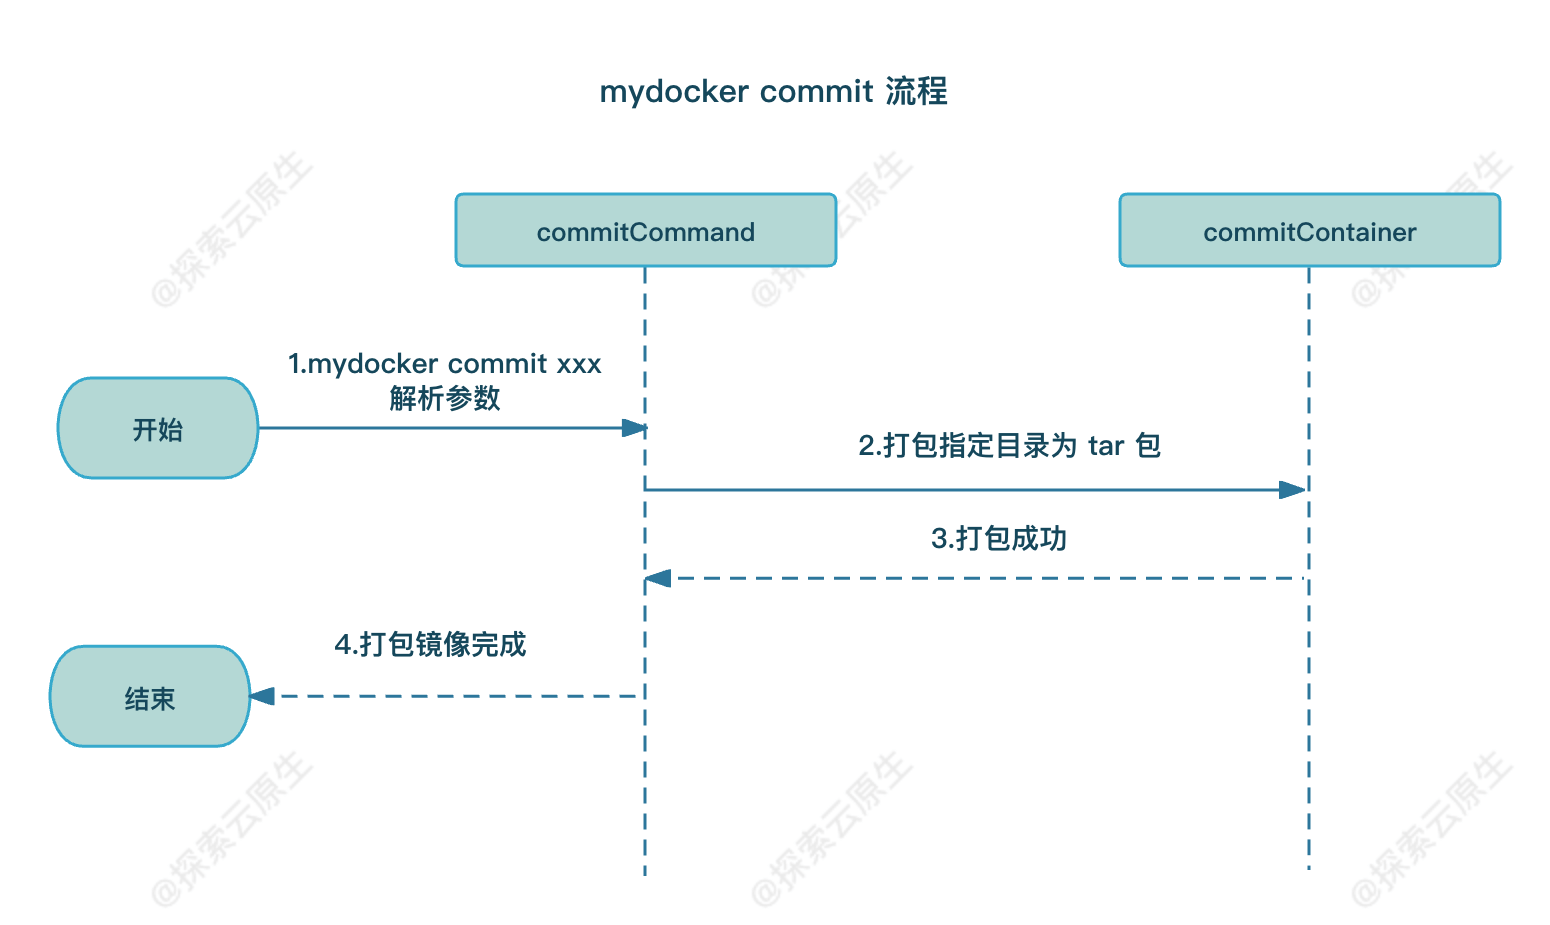 mydocker commit 流程
@探索云原生
@探索云原生
@探索云原生
commitCommand
commitContainer
1.mydocker commit xxx
解析参数
开始
2.打包指定目录为 tar 包
3.打包成功
4.打包镜像完成
结束
@探索云原生
@探索云原生
@探索云原生